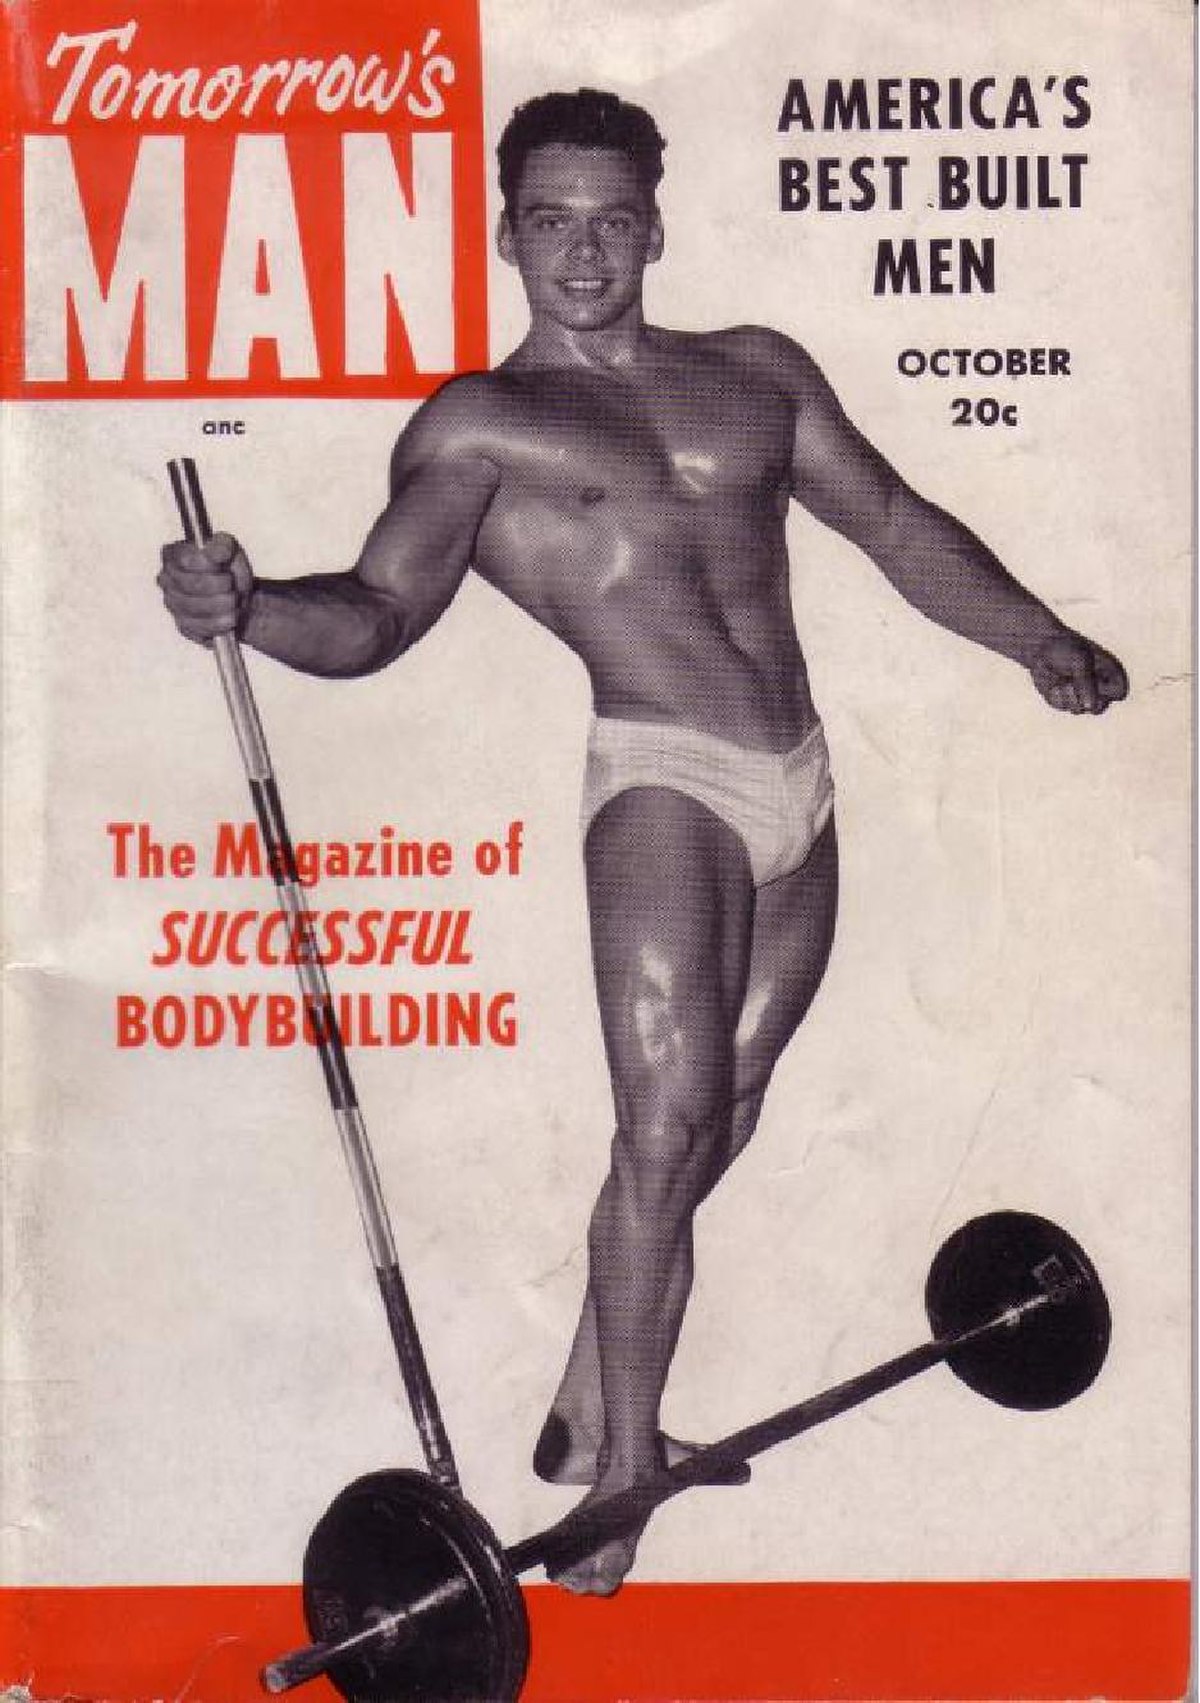 Tomorrow's
MAN
anc
AMERICA'S
BEST BUILT
MEN
OCTOBER
20c
The Magazine of
SUCCESSFUL
BODYBUILDING